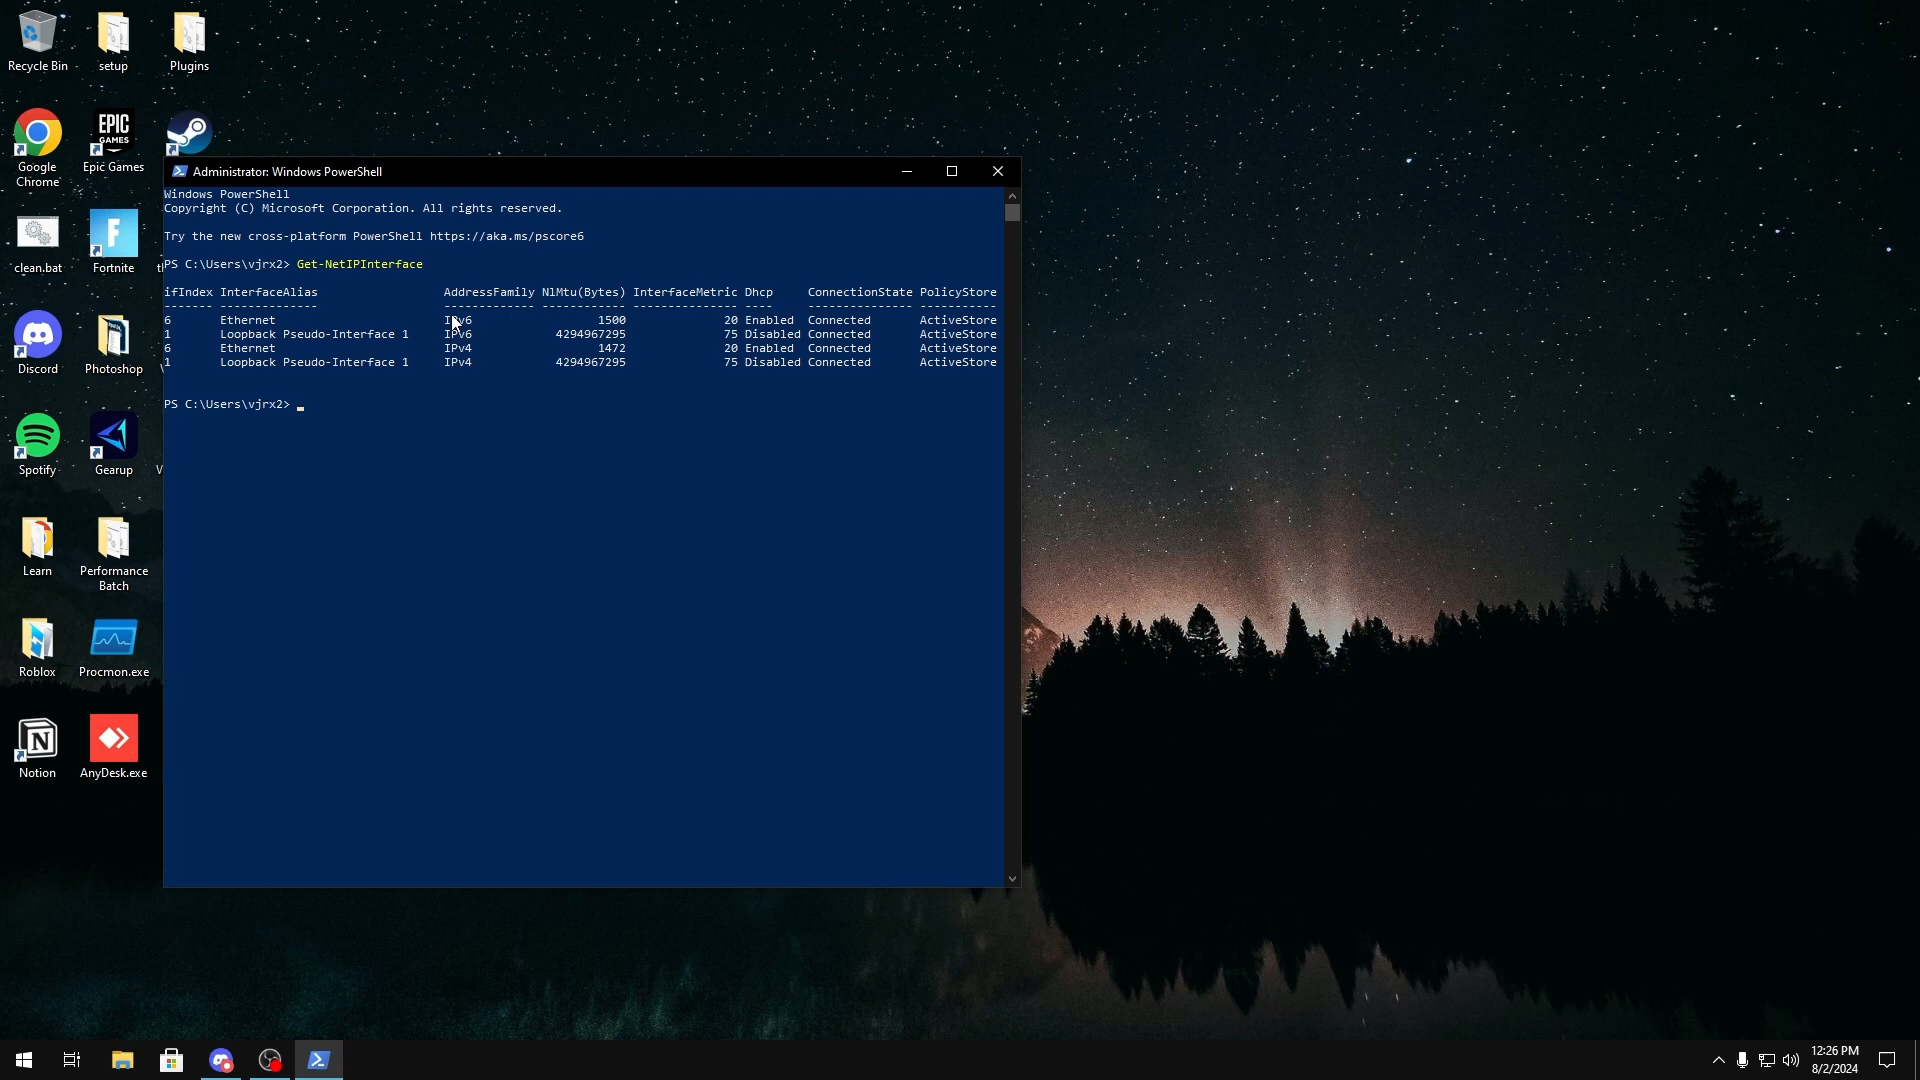 Recycle Bin
setup
Plugins
Google Chrome
EPIC GAMES
Epic Games
clean.bat
Fortnite
Discord
Photoshop
Spotify
Gearup
Learn
Performance Batch
Roblox
Procmon.exe
Notion
AnyDesk.exe
Administrator: Windows PowerShell
Windows PowerShell
Copyright (C) Microsoft Corporation. All rights reserved.
Try the new cross-platform PowerShell https://aka.ms/pscore6
PS C:\Users\vjrx2> Get-NetIPInterface
ifIndex InterfaceAlias AddressFamily NlMtu(Bytes) InterfaceMetric Dhcp ConnectionState PolicyStore
------- -------------- ------------- ------------ --------------- ---- --------------- -----------
6 Ethernet IPv6 1500 20 Enabled Connected ActiveStore
1 Loopback Pseudo-Interface 1 IPv6 4294967295 75 Disabled Connected ActiveStore
6 Ethernet IPv4 1472 20 Enabled Connected ActiveStore
1 Loopback Pseudo-Interface 1 IPv4 4294967295 75 Disabled Connected ActiveStore
PS C:\Users\vjrx2>
12:26 PM
8/2/2024